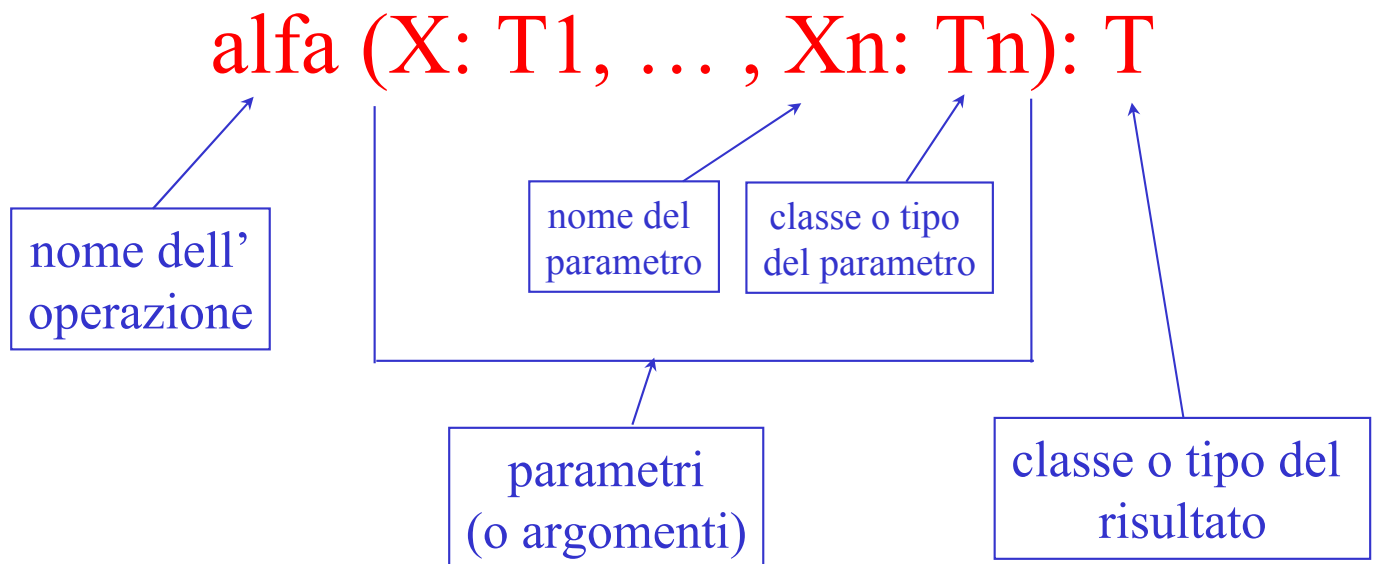 alfa (X: T1, … , Xn: Tn): T
nome dell’
operazione
nome del
parametro
classe o tipo
del parametro
parametri
(o argomenti)
classe o tipo del
risultato